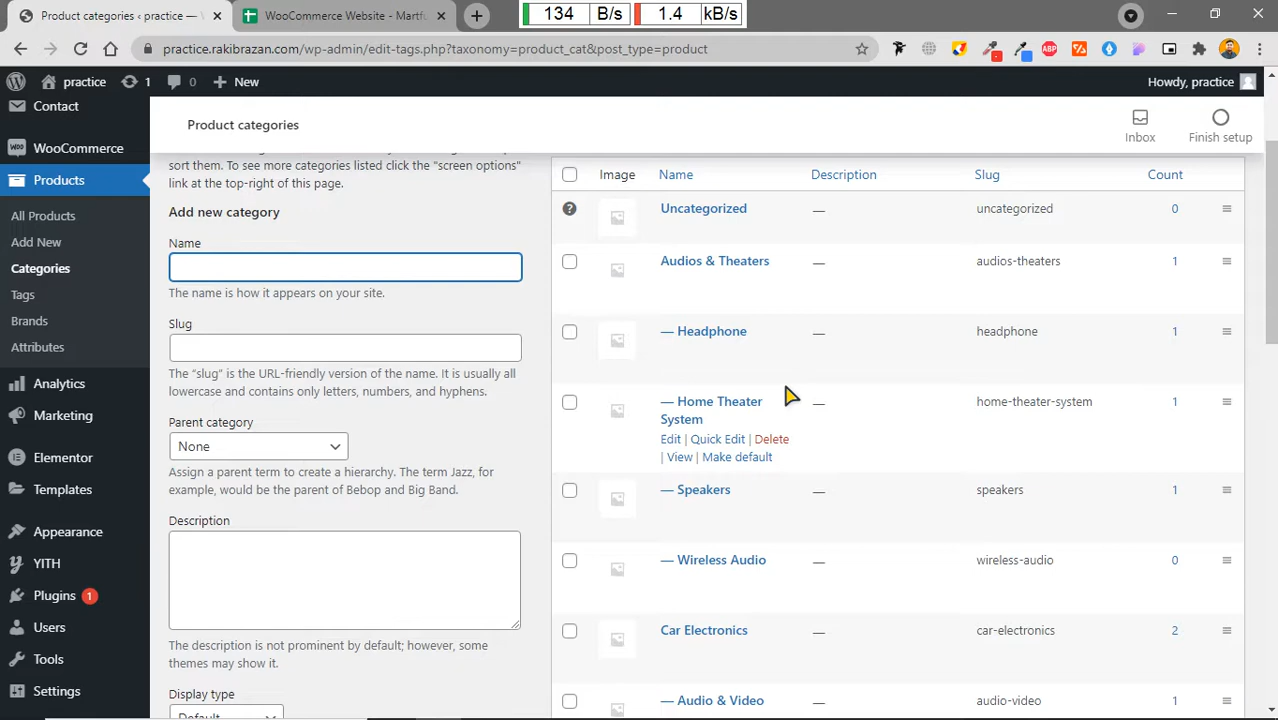 Product categories ‹ practice —
WooCommerce Website - Martfu
134 B/s
1.4 kB/s
practice.rakibrazan.com/wp-admin/edit-tags.php?taxonomy=product_cat&post_type=product
ABP
practice
1
0
New
Howdy, practice
Contact
WooCommerce
Products
All Products
Add New
Categories
Tags
Brands
Attributes
Analytics
Marketing
Elementor
Templates
Appearance
YITH
Plugins 1
Users
Tools
Settings
Product categories
Inbox
Finish setup
sort them. To see more categories listed click the "screen options"
link at the top-right of this page.
Add new category
Name
The name is how it appears on your site.
Slug
The “slug” is the URL-friendly version of the name. It is usually all
lowercase and contains only letters, numbers, and hyphens.
Parent category
None
Assign a parent term to create a hierarchy. The term Jazz, for
example, would be the parent of Bebop and Big Band.
Description
The description is not prominent by default; however, some
themes may show it.
Display type
Default
Image Name Description Slug Count
Uncategorized — uncategorized 0
Audios & Theaters — audios-theaters 1
— Headphone — headphone 1
— Home Theater — home-theater-system 1
System
Edit | Quick Edit | Delete
| View | Make default
— Speakers — speakers 1
— Wireless Audio — wireless-audio 0
Car Electronics — car-electronics 2
— Audio & Video — audio-video 1